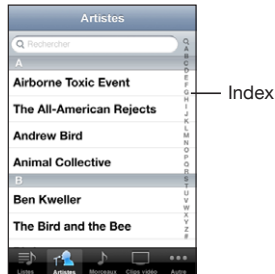 Artistes
Rechercher
A
Airborne Toxic Event
The All-American Rejects
Andrew Bird
Animal Collective
B
Ben Kweller
The Bird and the Bee
A
B
C
D
E
F
G
H
I
J
K
L
M
N
O
P
Q
R
S
T
U
V
W
X
Y
Z
#
Index
Listes
Artistes
Morceaux
Clips vidéo
Autre